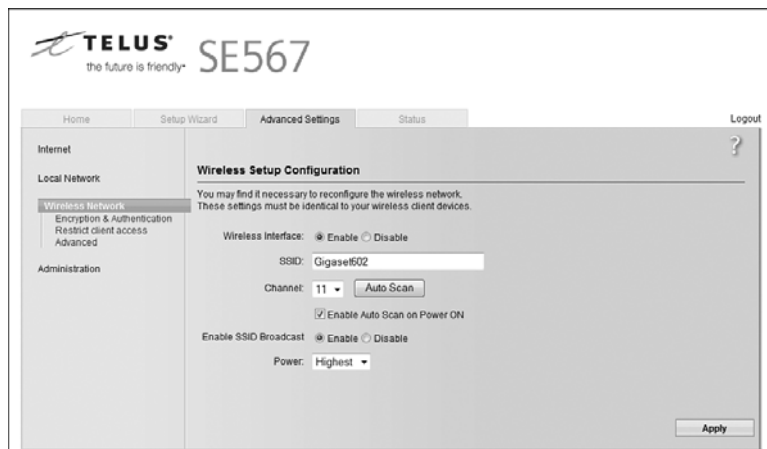 TELUS®
the future is friendly®
SE567
Home
Setup Wizard
Advanced Settings
Status
Logout
?
Internet
Local Network
Wireless Network
Encryption & Authentication
Restrict client access
Advanced
Administration
Wireless Setup Configuration
You may find it necessary to reconfigure the wireless network.
These settings must be identical to your wireless client devices.
Wireless Interface: Enable Disable
SSID: Gigaset602
Channel: 11 Auto Scan
Enable Auto Scan on Power ON
Enable SSID Broadcast Enable Disable
Power: Highest
Apply